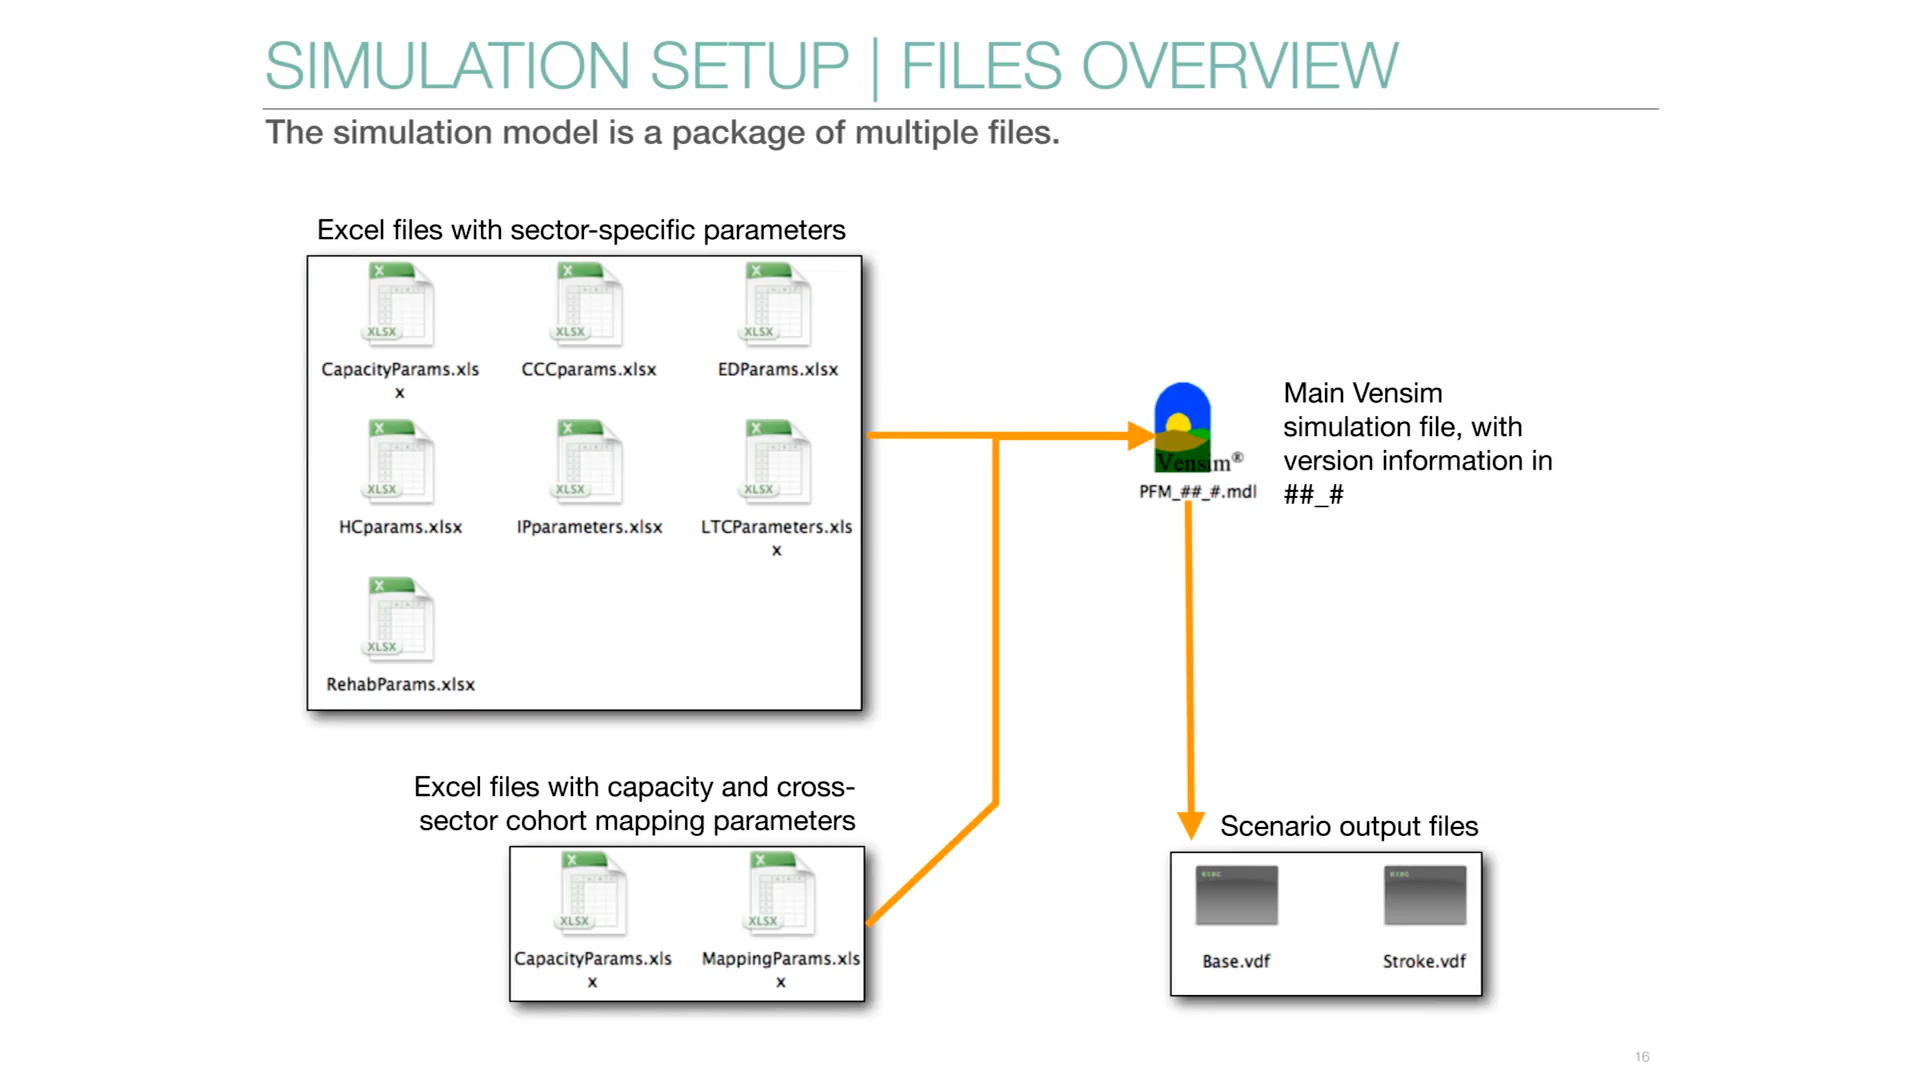 SIMULATION SETUP | FILES OVERVIEW
The simulation model is a package of multiple files.
Excel files with sector-specific parameters
X
XLSX
CapacityParams.xls
x
X
XLSX
CCCparams.xlsx
X
XLSX
EDParams.xlsx
X
XLSX
HCparams.xlsx
X
XLSX
IPparameters.xlsx
X
XLSX
LTCParameters.xls
x
X
XLSX
RehabParams.xlsx
Vensim®
PFM_##_#.mdl
Main Vensim
simulation file, with
version information in
##_#
Excel files with capacity and cross-
sector cohort mapping parameters
X
XLSX
CapacityParams.xls
x
X
XLSX
MappingParams.xls
x
Scenario output files
exec
Base.vdf
exec
Stroke.vdf
16